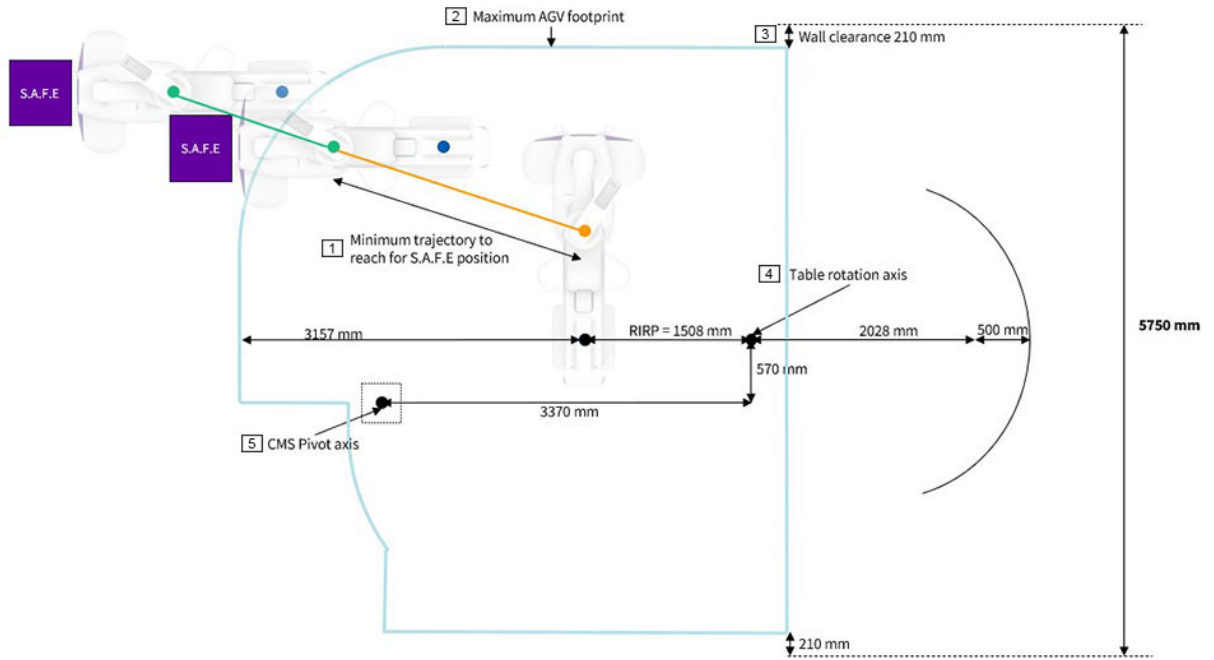 2 Maximum AGV footprint
3 Wall clearance 210 mm
S.A.F.E
S.A.F.E
1 Minimum trajectory to
reach for S.A.F.E position
4 Table rotation axis
3157 mm
RIRP = 1508 mm
2028 mm
500 mm
5750 mm
570 mm
3370 mm
5 CMS Pivot axis
210 mm